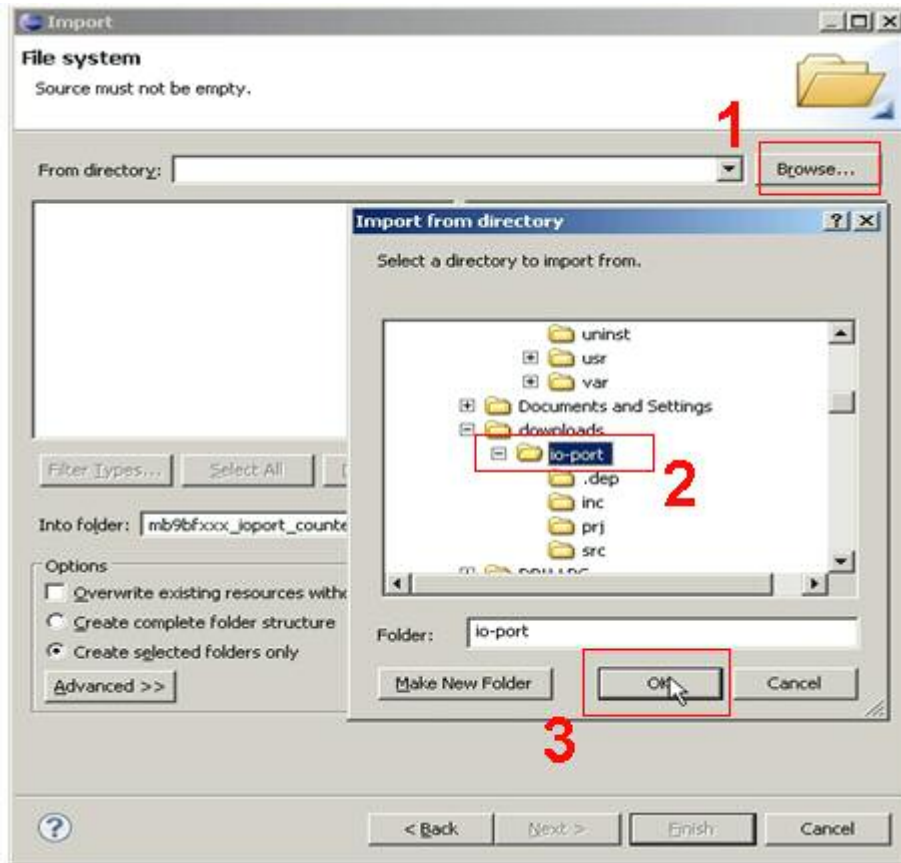 Import
File system
Source must not be empty.
1
From directory:
Browse...
Import from directory
Select a directory to import from.
uninst
usr
var
Documents and Settings
downloads
io-port
2
.dep
inc
prj
src
Filter Types...
Select All
Into folder: mb9bfxxx_ioport_counte
Options
Overwrite existing resources witho
Create complete folder structure
Create selected folders only
Advanced >>
Folder: io-port
Make New Folder
OK
Cancel
3
< Back
Next >
Finish
Cancel